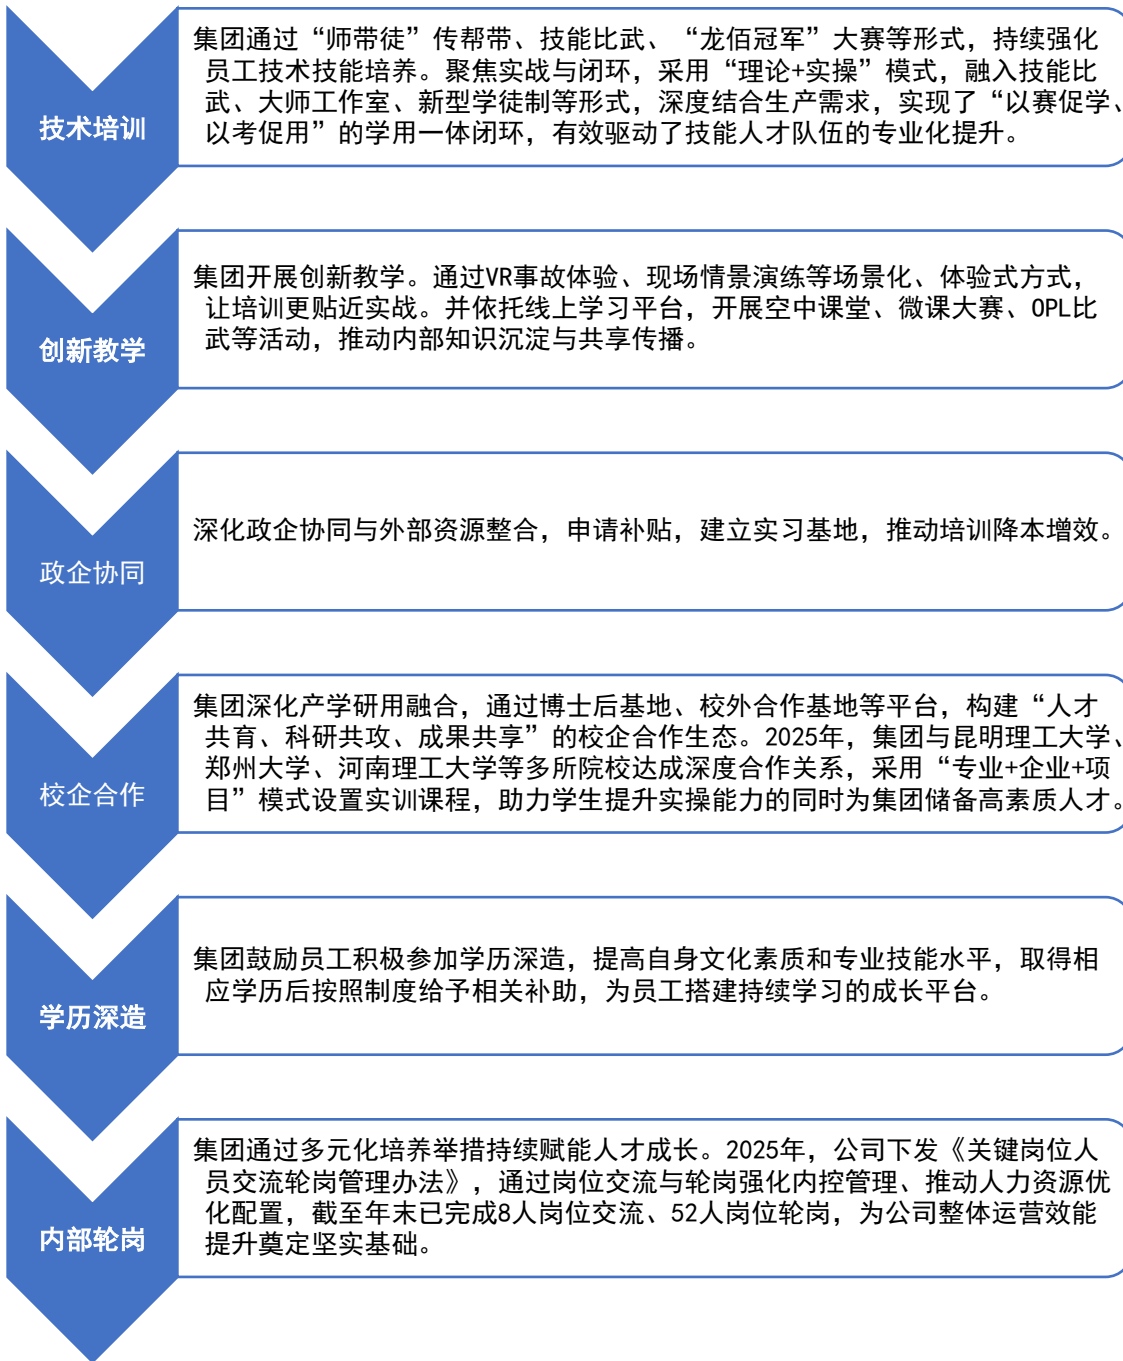 技术培训
集团通过“师带徒”传帮带、技能比武、“龙佰冠军”大赛等形式，持续强化
员工技术技能培养。聚焦实战与闭环，采用“理论+实操”模式，融入技能比
武、大师工作室、新型学徒制等形式，深度结合生产需求，实现了“以赛促学、
以考促用”的学用一体闭环，有效驱动了技能人才队伍的专业化提升。
创新教学
集团开展创新教学。通过VR事故体验、现场情景演练等场景化、体验式方式，
让培训更贴近实战。并依托线上学习平台，开展空中课堂、微课大赛、OPL比
武等活动，推动内部知识沉淀与共享传播。
政企协同
深化政企协同与外部资源整合，申请补贴，建立实习基地，推动培训降本增效。
校企合作
集团深化产学研用融合，通过博士后基地、校外合作基地等平台，构建“人才
共育、科研共攻、成果共享”的校企合作生态。2025年，集团与昆明理工大学、
郑州大学、河南理工大学等多所院校达成深度合作关系，采用“专业+企业+项
目”模式设置实训课程，助力学生提升实操能力的同时为集团储备高素质人才。
学历深造
集团鼓励员工积极参加学历深造，提高自身文化素质和专业技能水平，取得相
应学历后按照制度给予相关补助，为员工搭建持续学习的成长平台。
内部轮岗
集团通过多元化培养举措持续赋能人才成长。2025年，公司下发《关键岗位人
员交流轮岗管理办法》，通过岗位交流与轮岗强化内控管理、推动人力资源优
化配置，截至年末已完成8人岗位交流、52人岗位轮岗，为公司整体运营效能
提升奠定坚实基础。